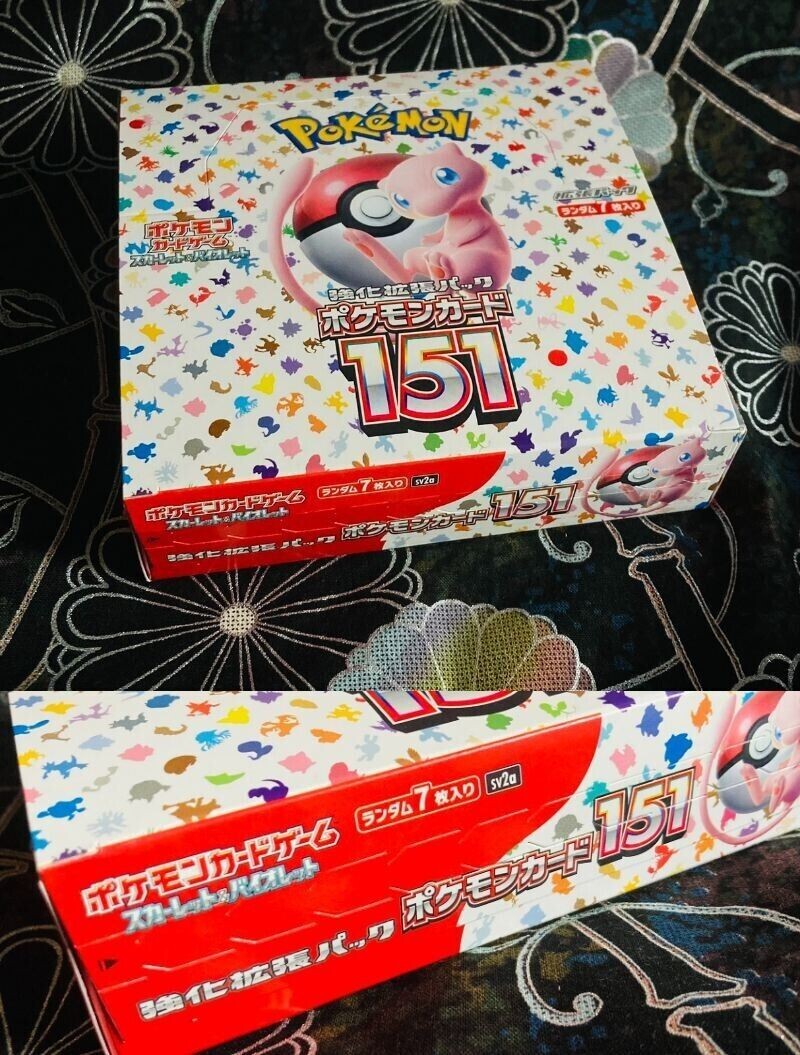 POKéMON
拡張パック
ランダム7枚入り
ポケモン
カードゲーム
スカーレット&バイオレット
強化拡張パック
ポケモンカード
151
ポケモンカードゲーム
スカーレット&バイオレット
ランダム7枚入り sv2a
強化拡張パック ポケモンカード151
151
ポケモンカードゲーム
スカーレット&バイオレット
ランダム7枚入り sv2a
強化拡張パック ポケモンカード151